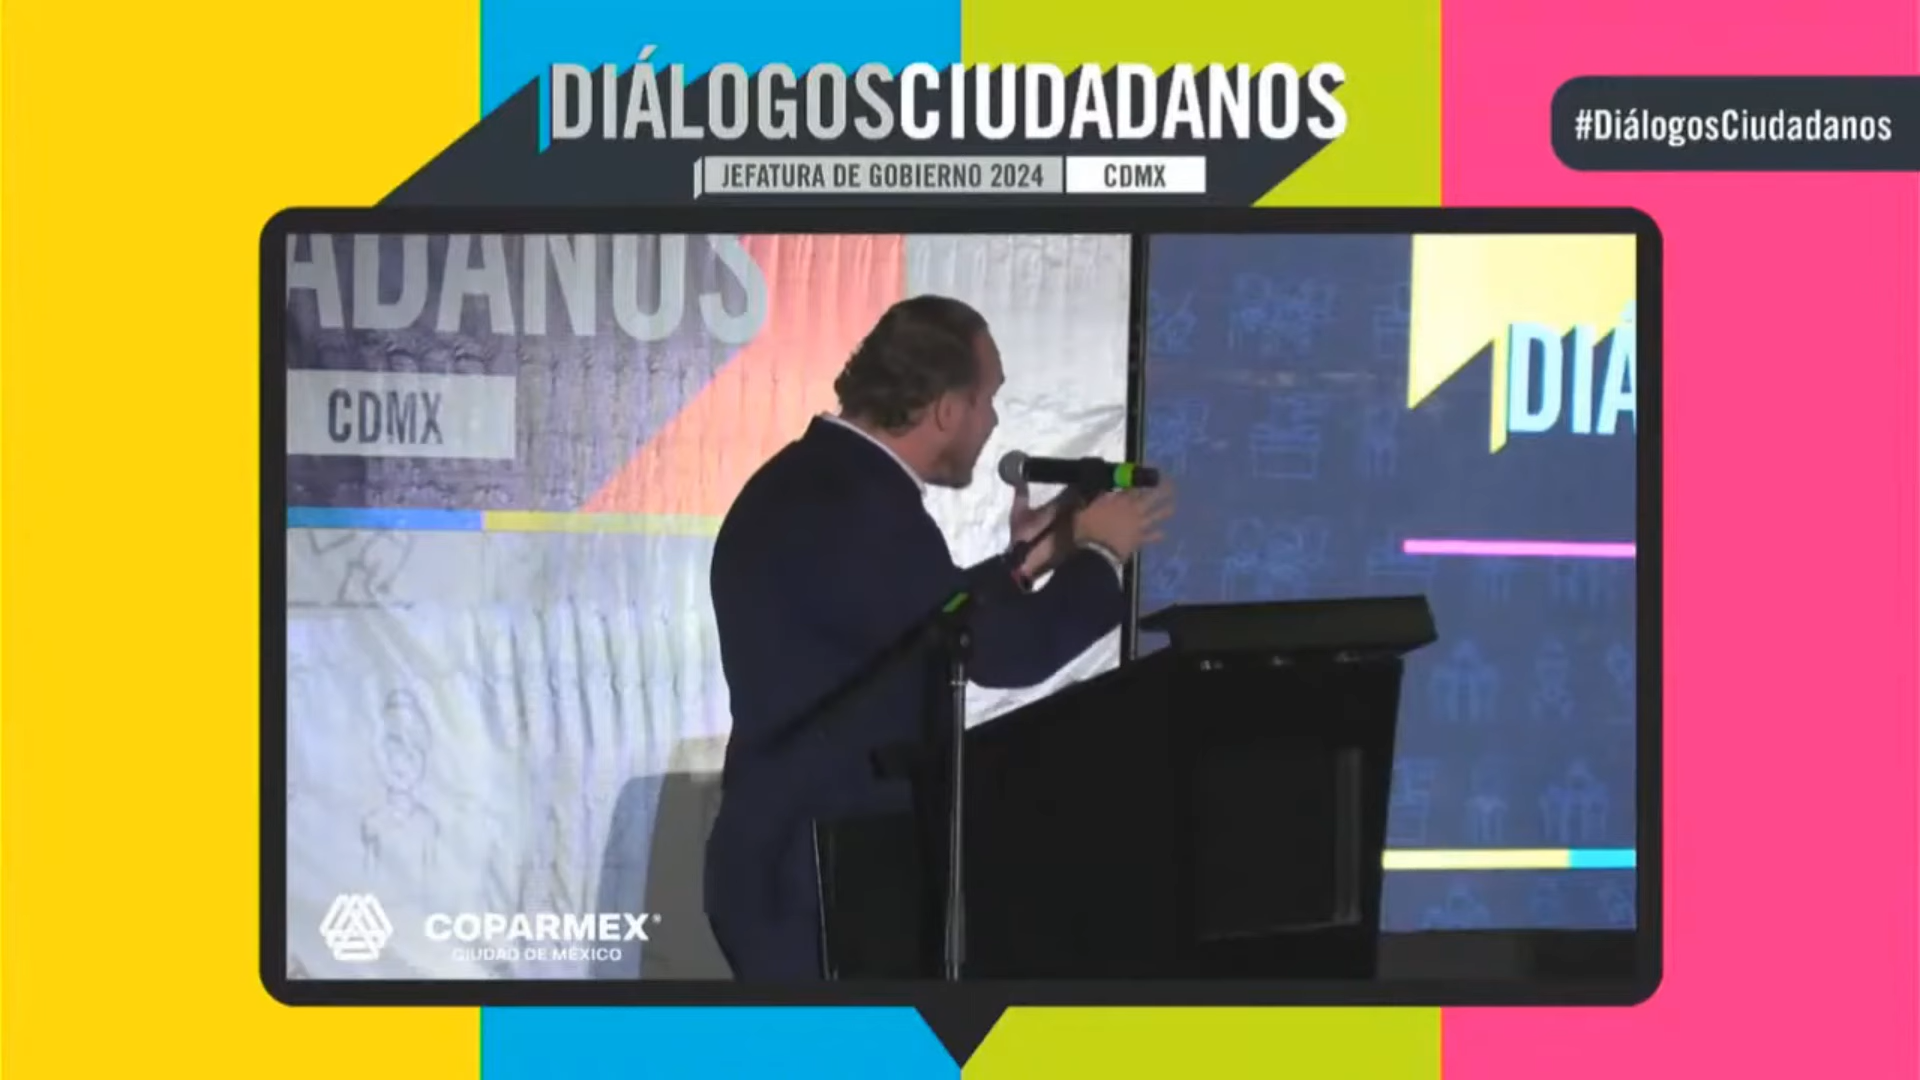 DIÁLOGOSCIUDADANOS
JEFATURA DE GOBIERNO 2024 CDMX
#DiálogosCiudadanos
ADANOS
CDMX
DIÁ
COPARMEX®
CIUDAD DE MÉXICO